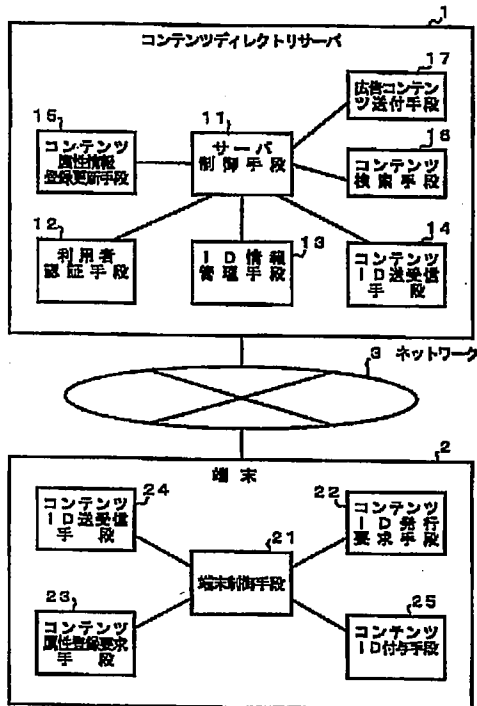 1
コンテンツディレクトリサーバ
17
広告コンテン
ツ送付手段
15
コンテンツ
属性情報
登録更新手段
11
サーバ
制御手段
16
コンテンツ
検索手段
12
利用者
認証手段
13
ID情報
管理手段
14
コンテンツ
ID送受信
手段
3 ネットワーク
2
端末
24
コンテンツ
ID送受信
手段
22
コンテンツ
ID発行
要求手段
21
端末制御手段
23
コンテンツ
属性登録要求
手段
25
コンテンツ
ID付与手段